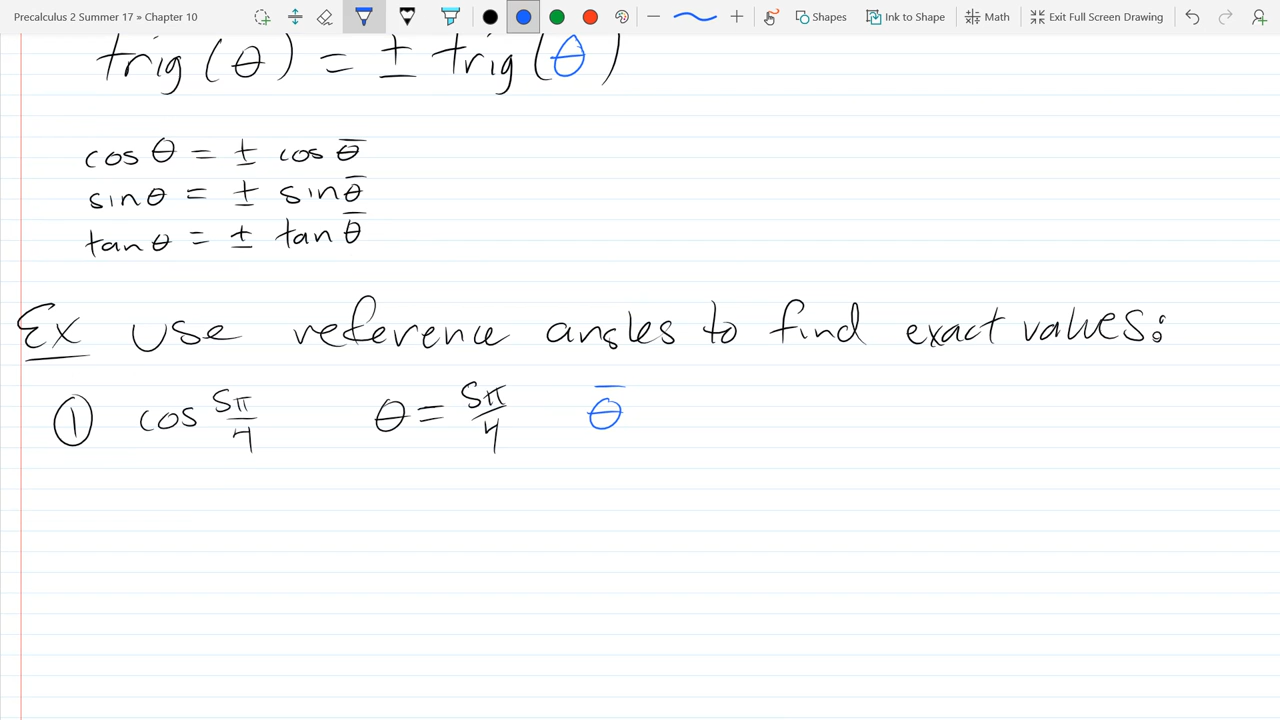 Precalculus 2 Summer 17 » Chapter 10 Shapes Ink to Shape Math Exit Full Screen Drawing
trig(θ) = ± trig(θ)
cos θ = ± cos θ̅
sin θ = ± sin θ̅
tan θ = ± tan θ̅
Ex use reference angles to find exact values:
① cos 5π/4 θ = 5π/4 θ̅